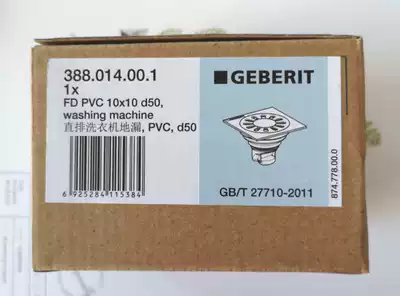 388.014.00.1
1x
FD PVC 10x10 d50,
washing machine
直排洗衣机地漏, PVC, d50
6 925284 115384
GEBERIT
GB/T 27710-2011
874.778.00.0